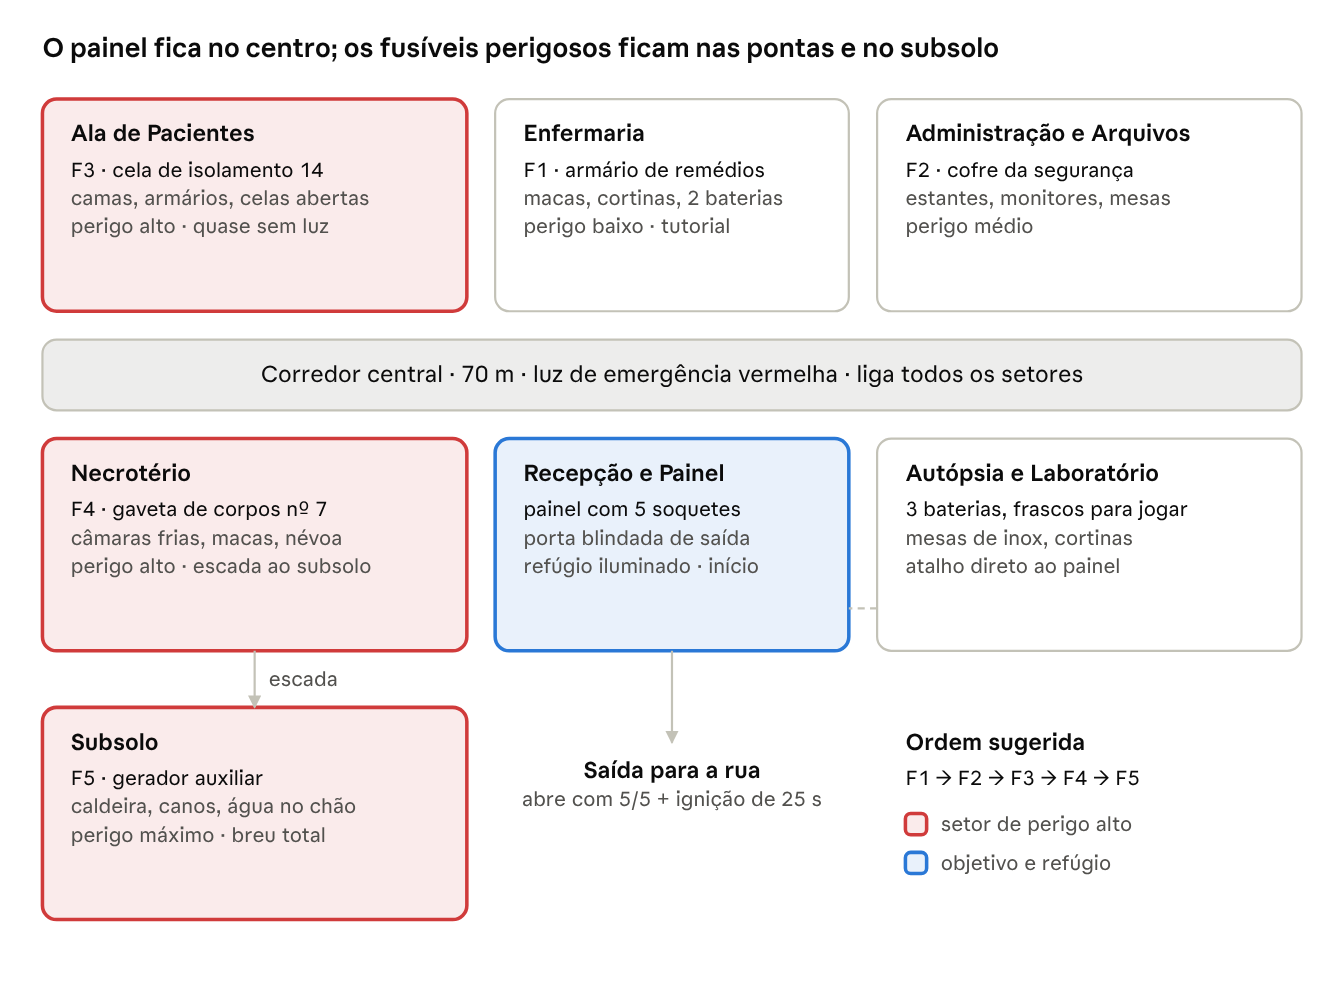 O painel fica no centro; os fusíveis perigosos ficam nas pontas e no subsolo
Ala de Pacientes
F3 · cela de isolamento 14
camas, armários, celas abertas
perigo alto · quase sem luz
Enfermaria
F1 · armário de remédios
macas, cortinas, 2 baterias
perigo baixo · tutorial
Administração e Arquivos
F2 · cofre da segurança
estantes, monitores, mesas
perigo médio
Corredor central · 70 m · luz de emergência vermelha · liga todos os setores
Necrotério
F4 · gaveta de corpos nº 7
câmaras frias, macas, névoa
perigo alto · escada ao subsolo
Recepção e Painel
painel com 5 soquetes
porta blindada de saída
refúgio iluminado · início
Autópsia e Laboratório
3 baterias, frascos para jogar
mesas de inox, cortinas
atalho direto ao painel
escada
Subsolo
F5 · gerador auxiliar
caldeira, canos, água no chão
perigo máximo · breu total
Saída para a rua
abre com 5/5 + ignição de 25 s
Ordem sugerida
F1 → F2 → F3 → F4 → F5
setor de perigo alto
objetivo e refúgio